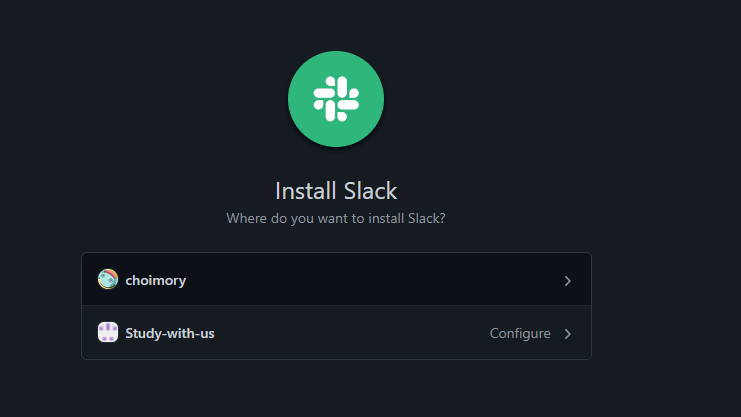 Install Slack
Where do you want to install Slack?
choimory
Study-with-us Configure